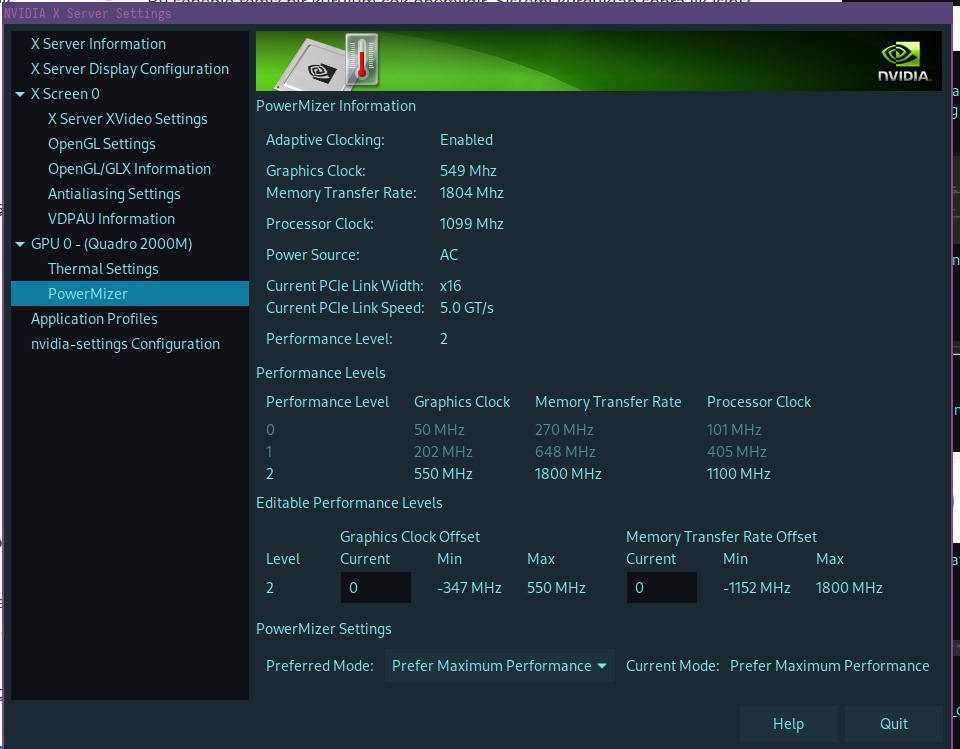 NVIDIA X Server Settings
X Server Information
X Server Display Configuration
X Screen 0
X Server XVideo Settings
OpenGL Settings
OpenGL/GLX Information
Antialiasing Settings
VDPAU Information
GPU 0 - (Quadro 2000M)
Thermal Settings
PowerMizer
Application Profiles
nvidia-settings Configuration
NVIDIA.
PowerMizer Information
Adaptive Clocking: Enabled
Graphics Clock: 549 Mhz
Memory Transfer Rate: 1804 Mhz
Processor Clock: 1099 Mhz
Power Source: AC
Current PCIe Link Width: x16
Current PCIe Link Speed: 5.0 GT/s
Performance Level: 2
Performance Levels
Performance Level Graphics Clock Memory Transfer Rate Processor Clock
0 50 MHz 270 MHz 101 MHz
1 202 MHz 648 MHz 405 MHz
2 550 MHz 1800 MHz 1100 MHz
Editable Performance Levels
Graphics Clock Offset Memory Transfer Rate Offset
Level Current Min Max Current Min Max
2 0 -347 MHz 550 MHz 0 -1152 MHz 1800 MHz
PowerMizer Settings
Preferred Mode: Prefer Maximum Performance Current Mode: Prefer Maximum Performance
Help Quit